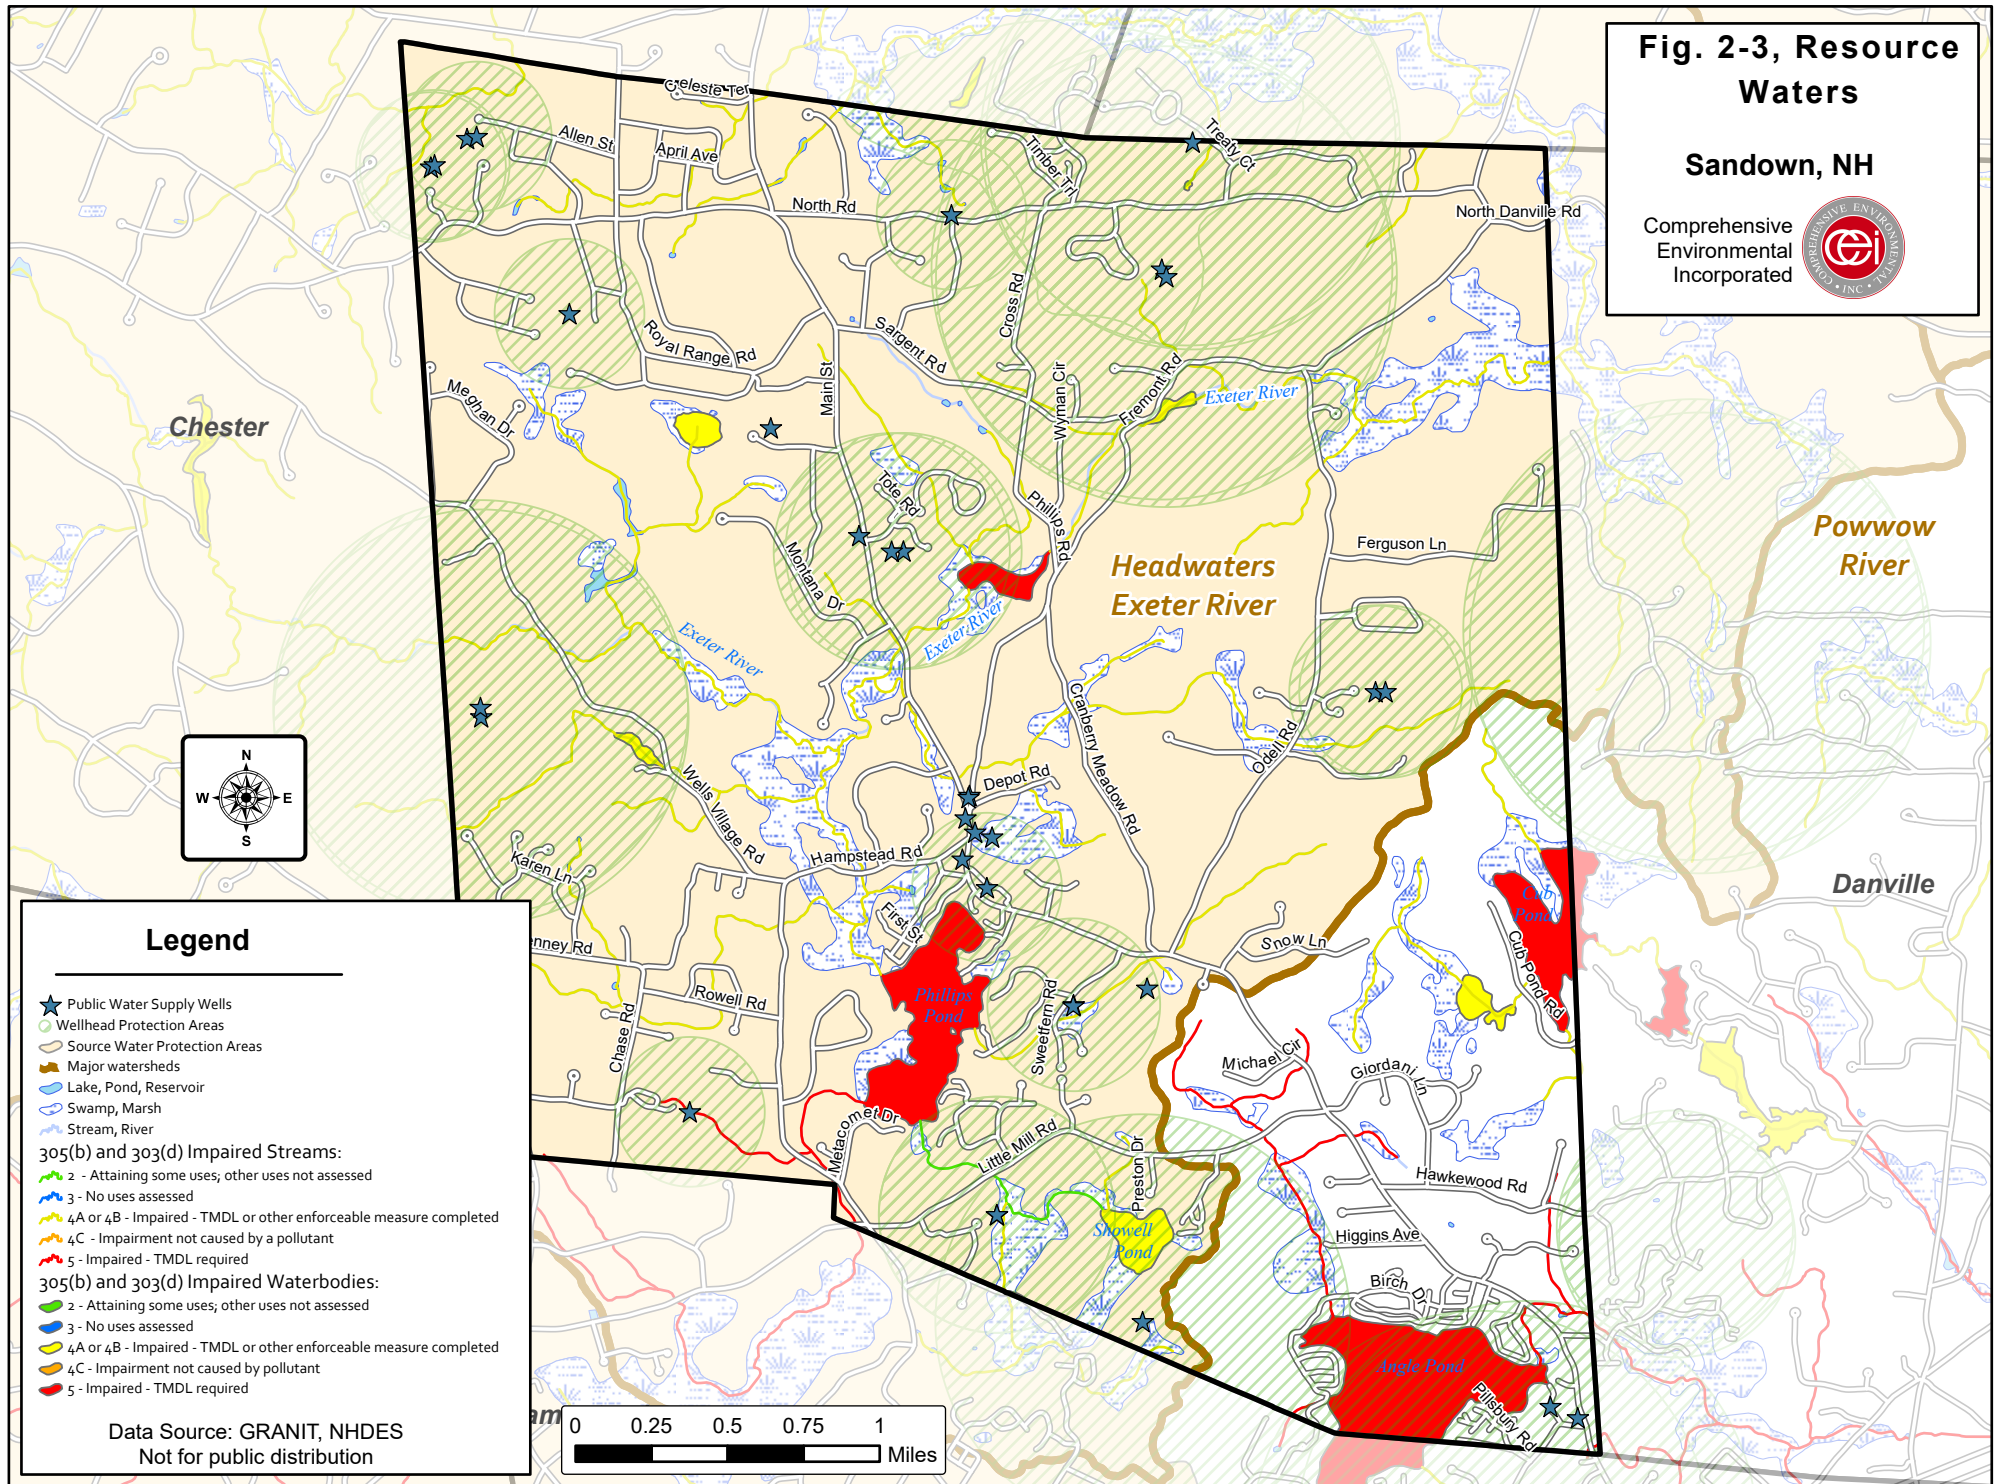 Fig. 2-3, Resource
Waters
Sandown, NH
Comprehensive
Environmental
Incorporated
COMPREHENSIVE ENVIRONMENTAL
• INC •
cei
Celeste Ter
Allen St
April Ave
Timber Trl
Treaty Ct
North Rd
North Danville Rd
Cross Rd
Sargent Rd
Royal Range Rd
Main St
Meghan Dr
Wyman Cir
Fremont Rd
Exeter River
Chester
Tote Rd
Phillips Rd
Montana Dr
Ferguson Ln
Headwaters
Exeter River
Powwow
River
Exeter River
Exeter River
Cranberry Meadow Rd
Odell Rd
N
W
E
S
Wells Village Rd
Depot Rd
Hampstead Rd
Karen Ln
First St
Cub
Pond
Danville
Snow Ln
Cub Pond Rd
enney Rd
Rowell Rd
Phillips
Pond
Sweetfern Rd
Chase Rd
Michael Cir
Giordani Ln
Metacomet Dr
Little Mill Rd
Preston Dr
Hawkewood Rd
Showell
Pond
Higgins Ave
Birch Dr
Angle Pond
Pillsbury Rd
am
Legend
Public Water Supply Wells
Wellhead Protection Areas
Source Water Protection Areas
Major watersheds
Lake, Pond, Reservoir
Swamp, Marsh
Stream, River
305(b) and 303(d) Impaired Streams:
2 - Attaining some uses; other uses not assessed
3 - No uses assessed
4A or 4B - Impaired - TMDL or other enforceable measure completed
4C - Impairment not caused by a pollutant
5 - Impaired - TMDL required
305(b) and 303(d) Impaired Waterbodies:
2 - Attaining some uses; other uses not assessed
3 - No uses assessed
4A or 4B - Impaired - TMDL or other enforceable measure completed
4C - Impairment not caused by pollutant
5 - Impaired - TMDL required
Data Source: GRANIT, NHDES
Not for public distribution
0 0.25 0.5 0.75 1
Miles